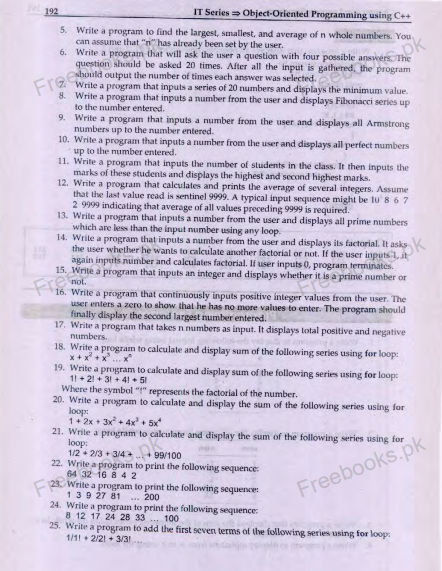 192 IT Series ⇒ Object-Oriented Programming using C++
5. Write a program to find the largest, smallest, and average of n whole numbers. You
can assume that "n" has already been set by the user.
6. Write a program that will ask the user a question with four possible answers. The
question should be asked 20 times. After all the input is gathered, the program
should output the number of times each answer was selected.
7. Write a program that inputs a series of 20 numbers and displays the minimum value.
8. Write a program that inputs a number from the user and displays Fibonacci series up
to the number entered.
9. Write a program that inputs a number from the user and displays all Armstrong
numbers up to the number entered.
10. Write a program that inputs a number from the user and displays all perfect numbers
up to the number entered.
11. Write a program that inputs the number of students in the class. It then inputs the
marks of these students and displays the highest and second highest marks.
12. Write a program that calculates and prints the average of several integers. Assume
that the last value read is sentinel 9999. A typical input sequence might be 10 8 6 7
2 9999 indicating that average of all values preceding 9999 is required.
13. Write a program that inputs a number from the user and displays all prime numbers
which are less than the input number using any loop.
14. Write a program that inputs a number from the user and displays its factorial. It asks
the user whether he wants to calculate another factorial or not. If the user inputs 1, it
again inputs number and calculates factorial. If user inputs 0, program terminates.
15. Write a program that inputs an integer and displays whether it is a prime number or
not.
16. Write a program that continuously inputs positive integer values from the user. The
user enters a zero to show that he has no more values to enter. The program should
finally display the second largest number entered.
17. Write a program that takes n numbers as input. It displays total positive and negative
numbers.
18. Write a program to calculate and display sum of the following series using for loop:
x + x² + x³ ... xⁿ
19. Write a program to calculate and display sum of the following series using for loop:
1! + 2! + 3! + 4! + 5!
Where the symbol "!" represents the factorial of the number.
20. Write a program to calculate and display the sum of the following series using for
loop:
1 + 2x + 3x² + 4x³ + 5x⁴
21. Write a program to calculate and display the sum of the following series using for
loop:
1/2 + 2/3 + 3/4 + ... + 99/100
22. Write a program to print the following sequence:
64 32 16 8 4 2
23. Write a program to print the following sequence:
1 3 9 27 81 ... 200
24. Write a program to print the following sequence:
8 12 17 24 28 33 ... 100
25. Write a program to add the first seven terms of the following series using for loop:
1/1! + 2/2! + 3/3! ...
Freebooks.pk